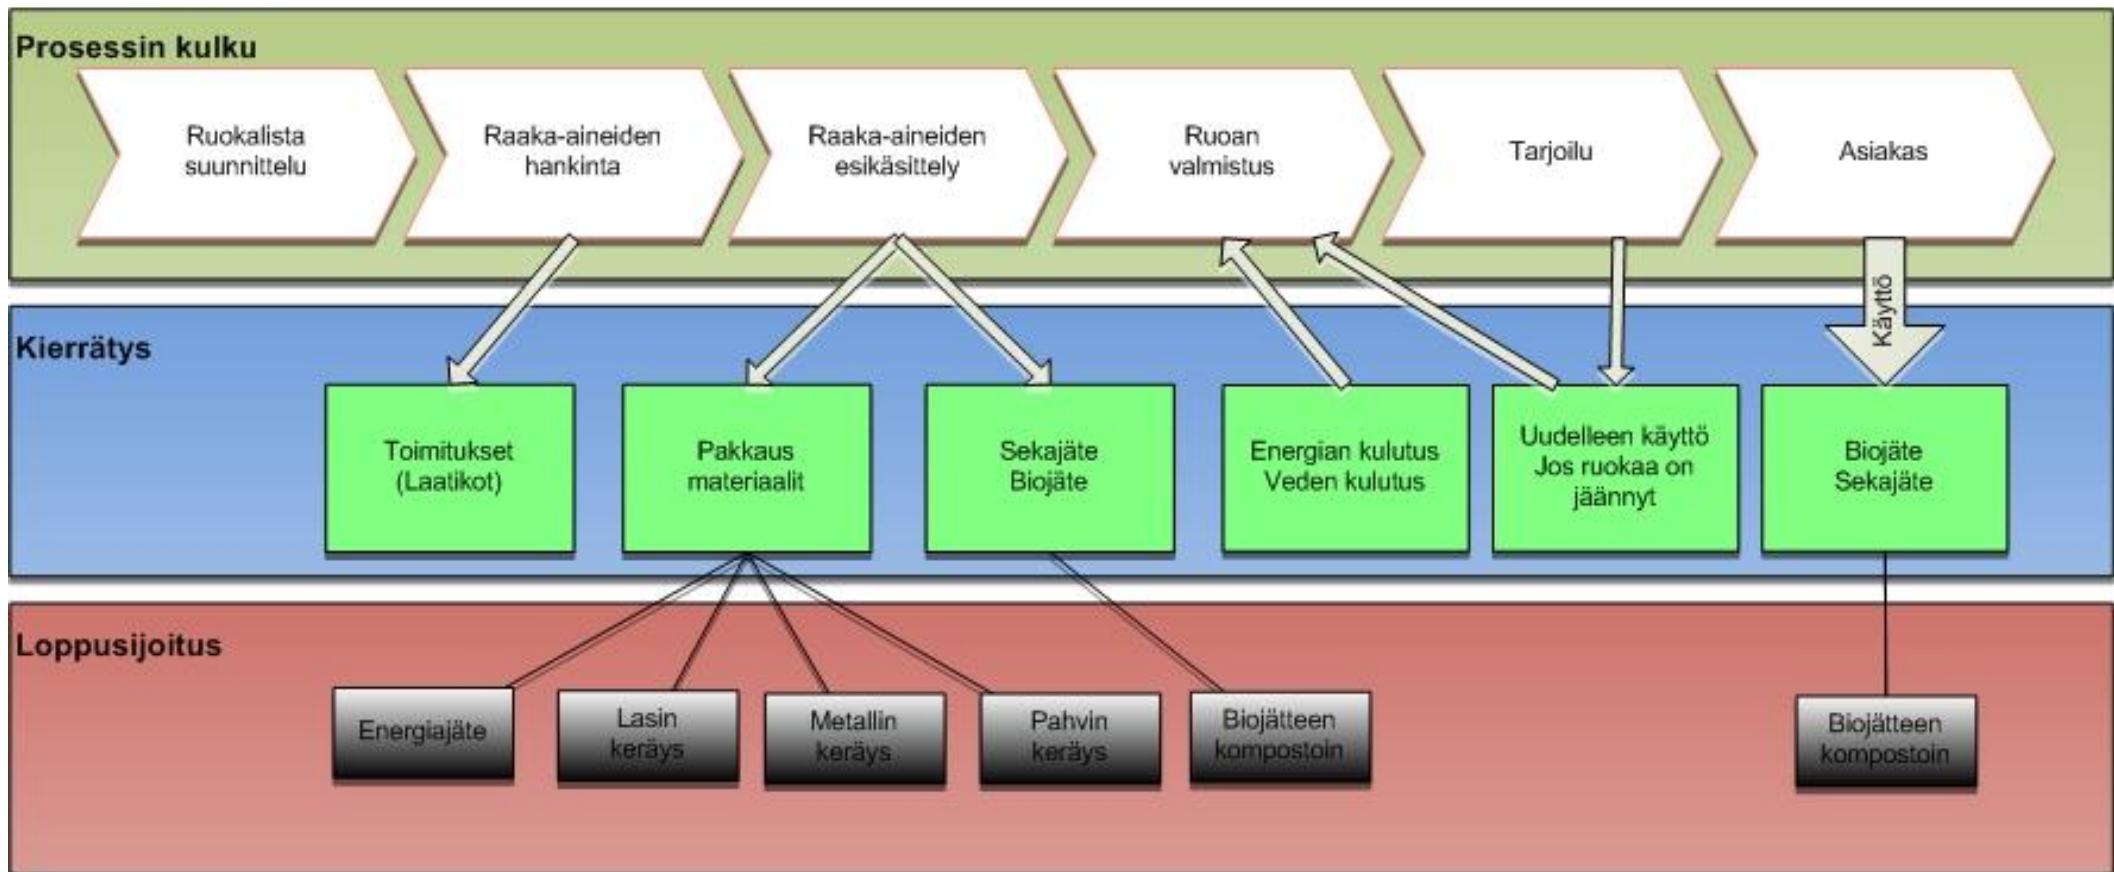 Prosessin kulku
Ruokalista
suunnittelu
Raaka-aineiden
hankinta
Raaka-aineiden
esikäsittely
Ruoan
valmistus
Tarjoilu
Asiakas
Käyttö
Kierrätys
Toimitukset
(Laatikot)
Pakkaus
materiaalit
Sekajäte
Biojäte
Energian kulutus
Veden kulutus
Uudelleen käyttö
Jos ruokaa on
jäännyt
Biojäte
Sekajäte
Loppusijoitus
Energiajäte
Lasin
keräys
Metallin
keräys
Pahvin
keräys
Biojätteen
kompostoin
Biojätteen
kompostoin